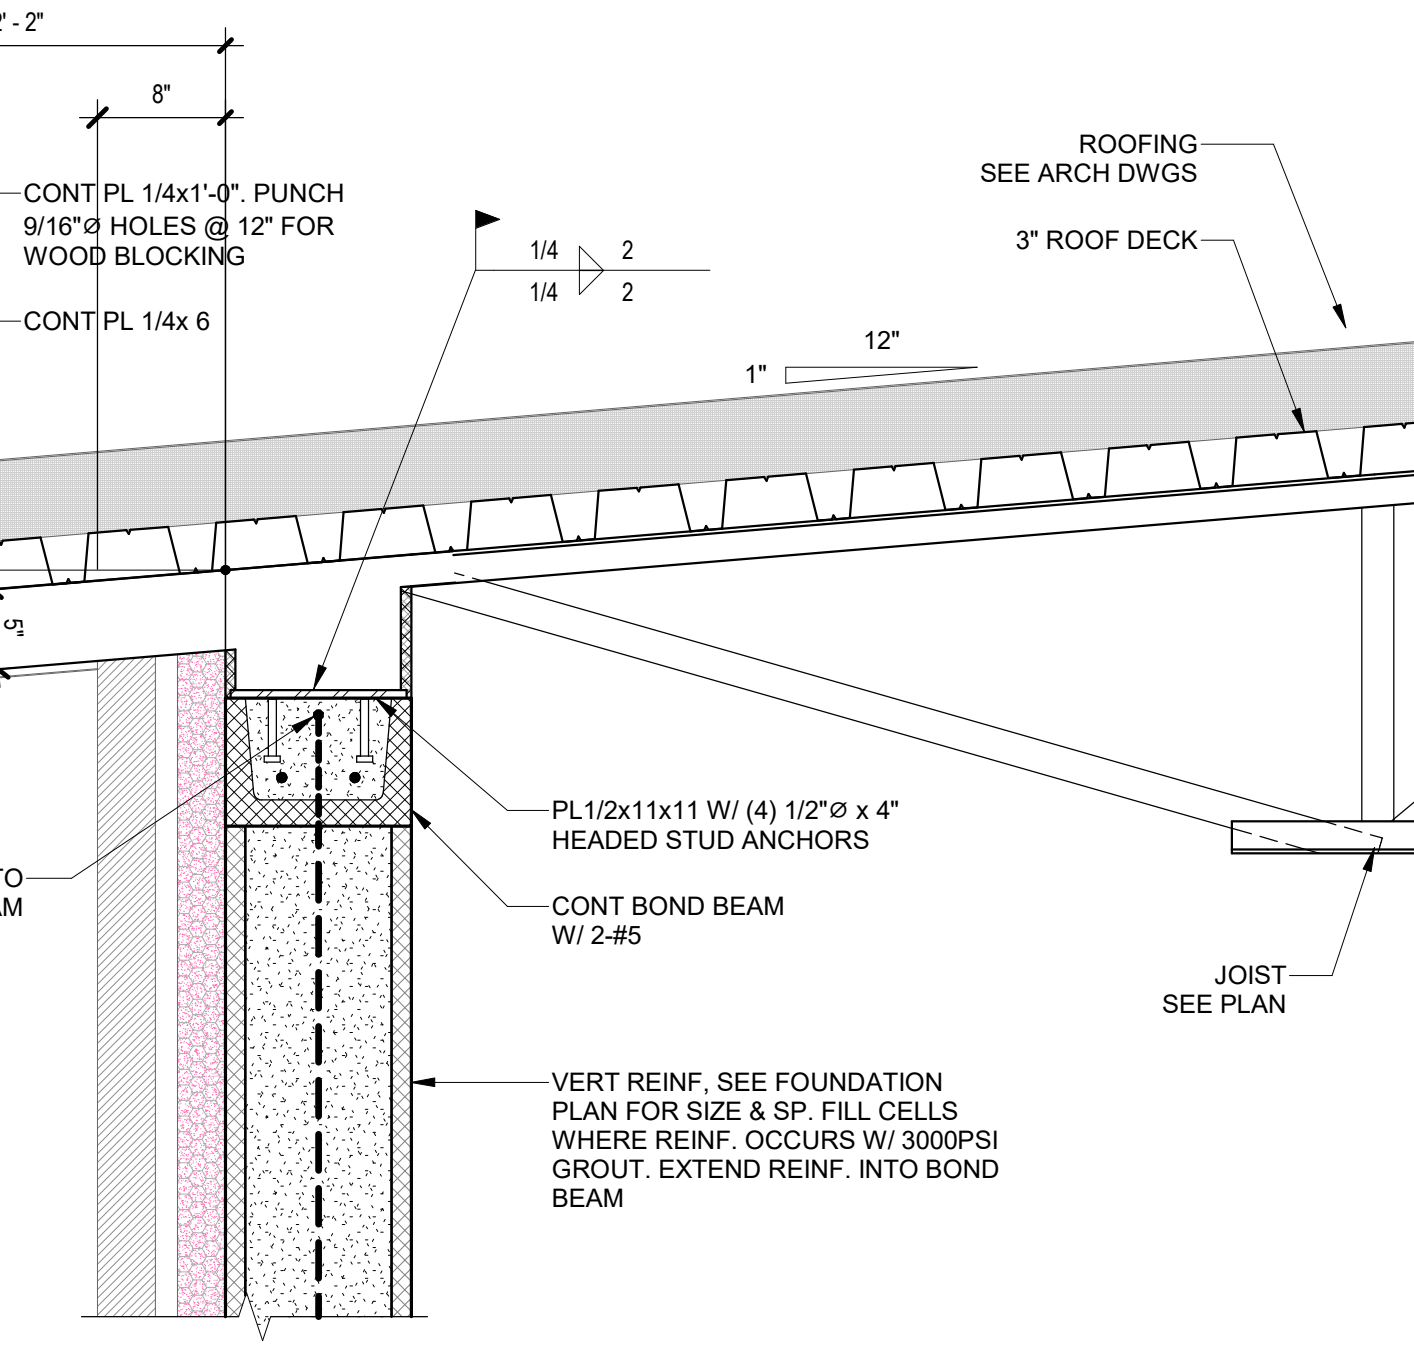 2' - 2"
8"
CONT PL 1/4x1'-0". PUNCH
9/16"Ø HOLES @ 12" FOR
WOOD BLOCKING
CONT PL 1/4x 6
1/4 2
1/4 2
ROOFING
SEE ARCH DWGS
3" ROOF DECK
12"
1"
5"
PL1/2x11x11 W/ (4) 1/2"Ø x 4"
HEADED STUD ANCHORS
TO
CONT BOND BEAM
W/ 2-#5
JOIST
SEE PLAN
VERT REINF, SEE FOUNDATION
PLAN FOR SIZE & SP. FILL CELLS
WHERE REINF. OCCURS W/ 3000PSI
GROUT. EXTEND REINF. INTO BOND
BEAM